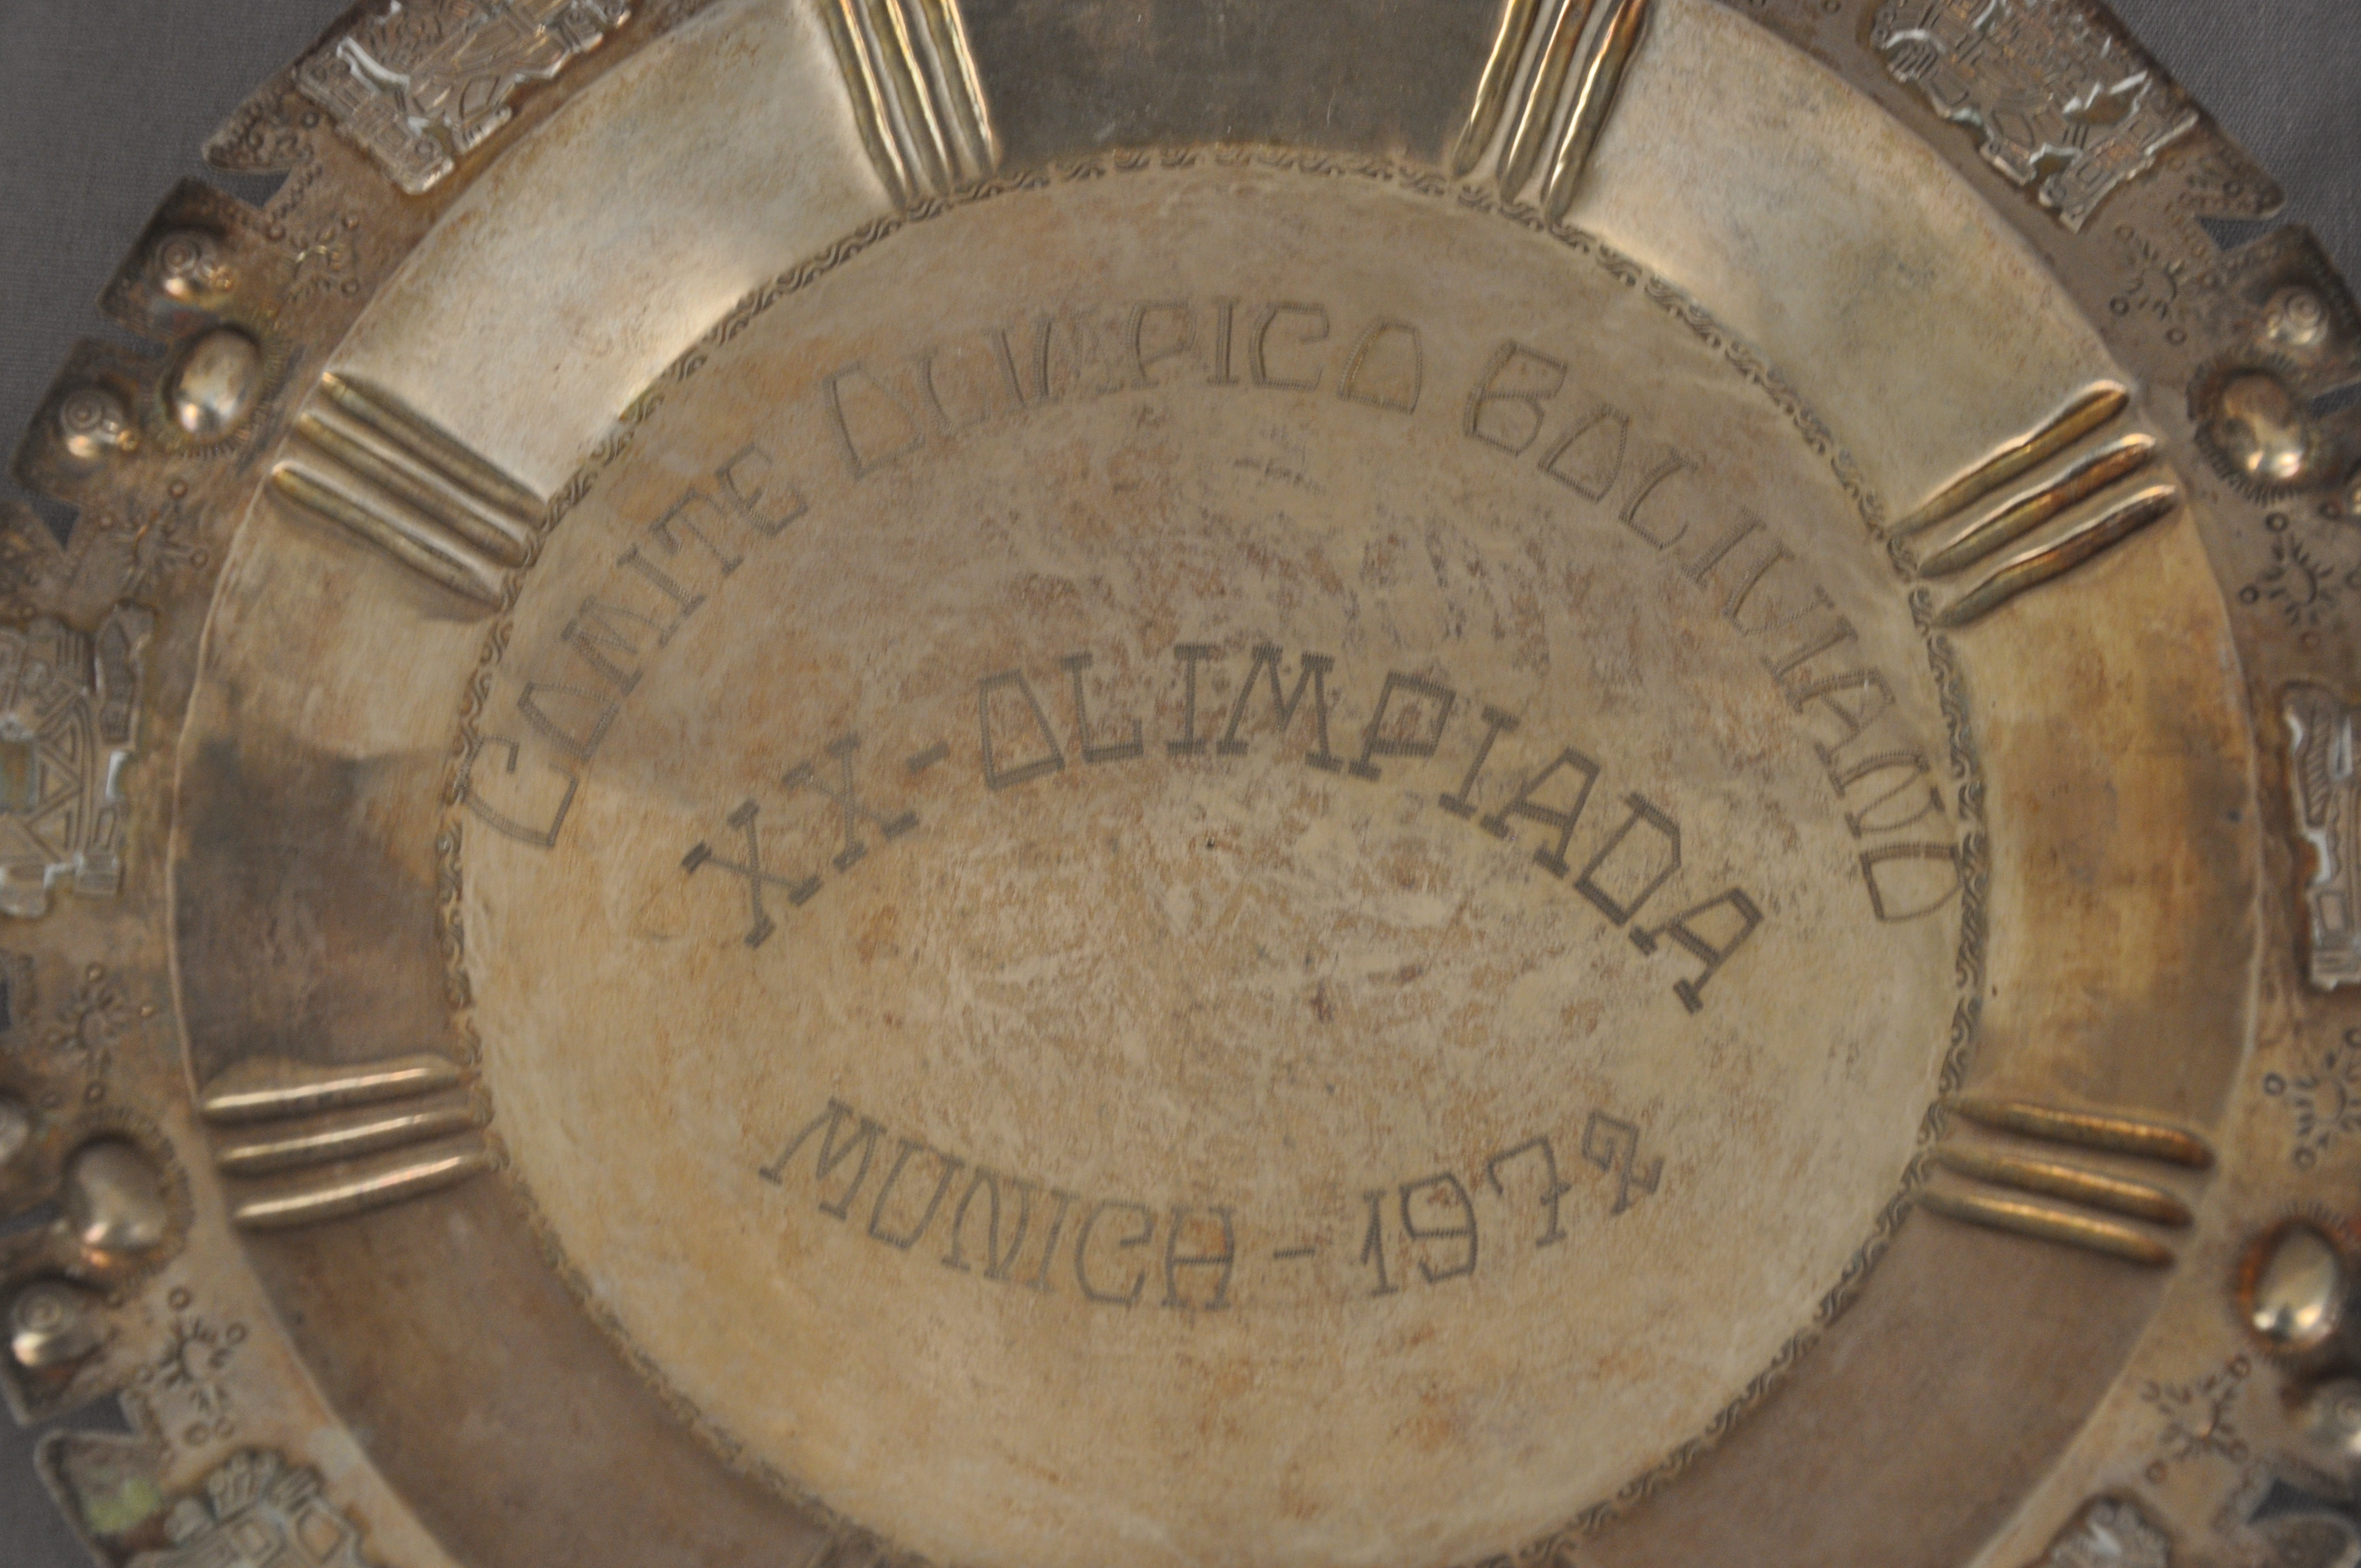 COMITE OLIMPICO BOLIVIANO
XX-OLIMPIADA
MUNICH-1972